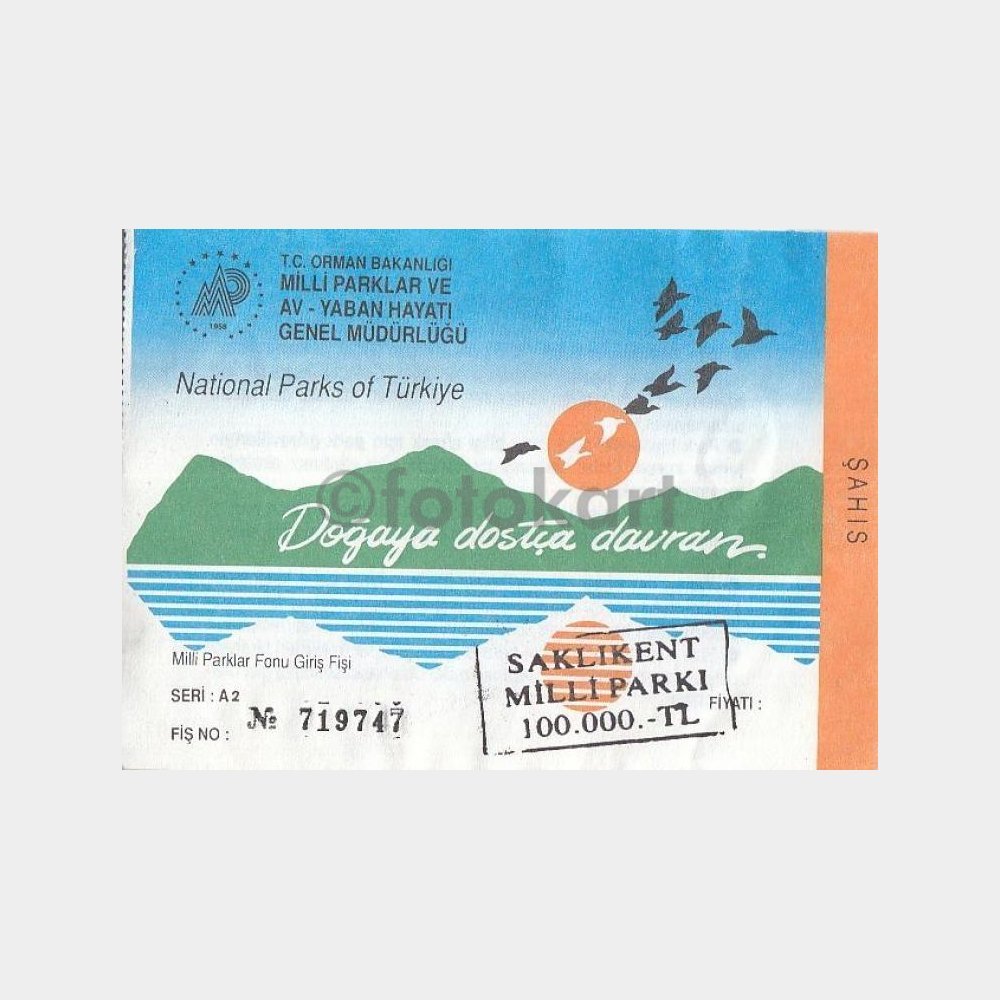 T.C. ORMAN BAKANLIĞI
MİLLİ PARKLAR VE
AV - YABAN HAYATI
GENEL MÜDÜRLÜĞÜ
1958
National Parks of Türkiye
©fotokart
Doğaya dostça davran.
ŞAHIS
Milli Parklar Fonu Giriş Fişi
SERİ : A 2
FİŞ NO : № 719747
SAKLIKENT
MİLLİ PARKI
100.000.-TL
FİYATI :